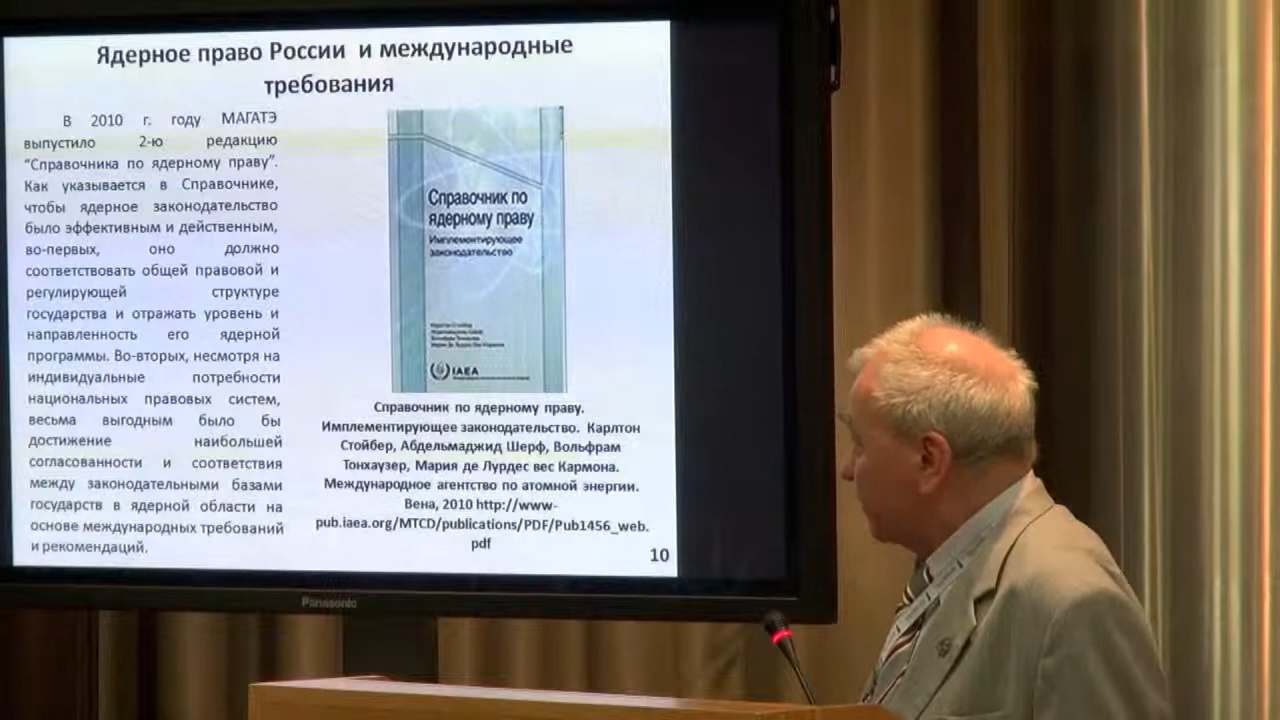 Ядерное право России и международные
требования
В 2010 г. году МАГАТЭ
выпустило 2-ю редакцию
“Справочника по ядерному праву”.
Как указывается в Справочнике,
чтобы ядерное законодательство
было эффективным и действенным,
во-первых, оно должно
соответствовать общей правовой и
регулирующей структуре
государства и отражать уровень и
направленность его ядерной
программы. Во-вторых, несмотря на
индивидуальные потребности
национальных правовых систем,
весьма выгодным было бы
достижение наибольшей
согласованности и соответствия
между законодательными базами
государств в ядерной области на
основе международных требований
и рекомендаций.
Справочник по
ядерному праву
Имплементирующее
законодательство
IAEA
Справочник по ядерному праву.
Имплементирующее законодательство. Карлтон
Стойбер, Абдельмаджид Шерф, Вольфрам
Тонхаузер, Мария де Лурдес вес Кармона.
Международное агентство по атомной энергии.
Вена, 2010 http://www-
pub.iaea.org/MTCD/publications/PDF/Pub1456_web.
pdf
10
Panasonic